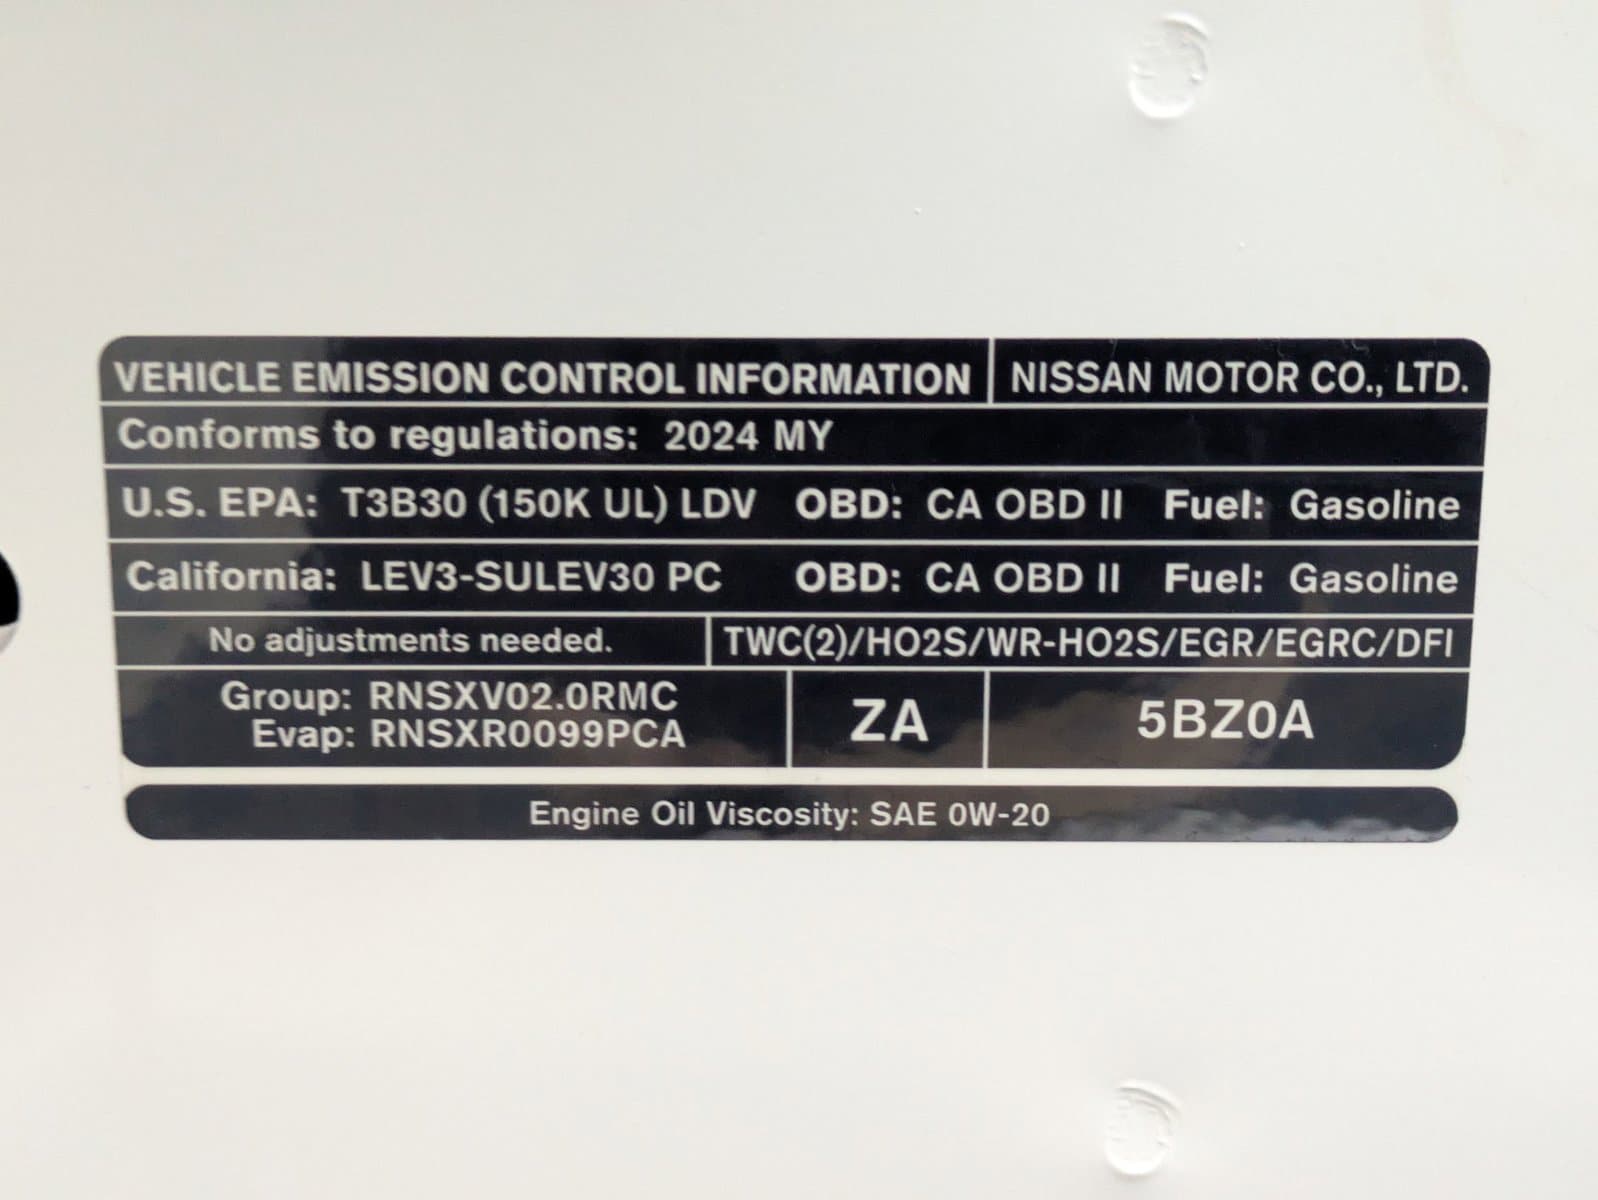 VEHICLE EMISSION CONTROL INFORMATION NISSAN MOTOR CO., LTD.
Conforms to regulations: 2024 MY
U.S. EPA: T3B30 (150K UL) LDV OBD: CA OBD II Fuel: Gasoline
California: LEV3-SULEV30 PC OBD: CA OBD II Fuel: Gasoline
No adjustments needed. TWC(2)/HO2S/WR-HO2S/EGR/EGRC/DFI
Group: RNSXV02.0RMC
Evap: RNSXR0099PCA
ZA
5BZ0A
Engine Oil Viscosity: SAE 0W-20